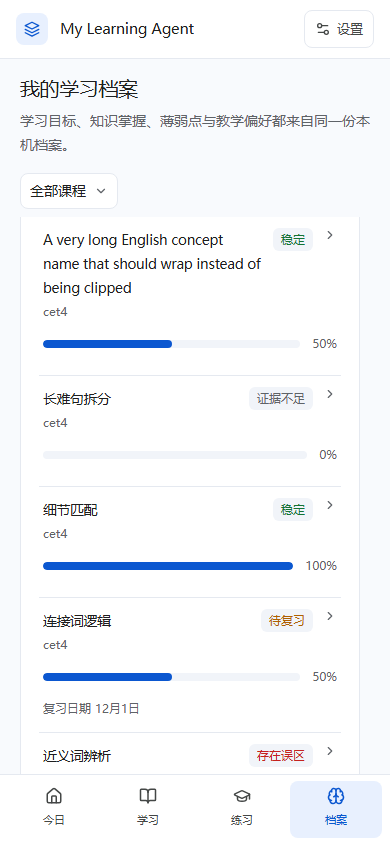 My Learning Agent
设置
我的学习档案
学习目标、知识掌握、薄弱点与教学偏好都来自同一份本
机档案。
全部课程
A very long English concept
name that should wrap instead of
being clipped
稳定
cet4
50%
长难句拆分
证据不足
cet4
0%
细节匹配
稳定
cet4
100%
连接词逻辑
待复习
cet4
50%
复习日期 12月1日
近义词辨析
存在误区
今日
学习
练习
档案